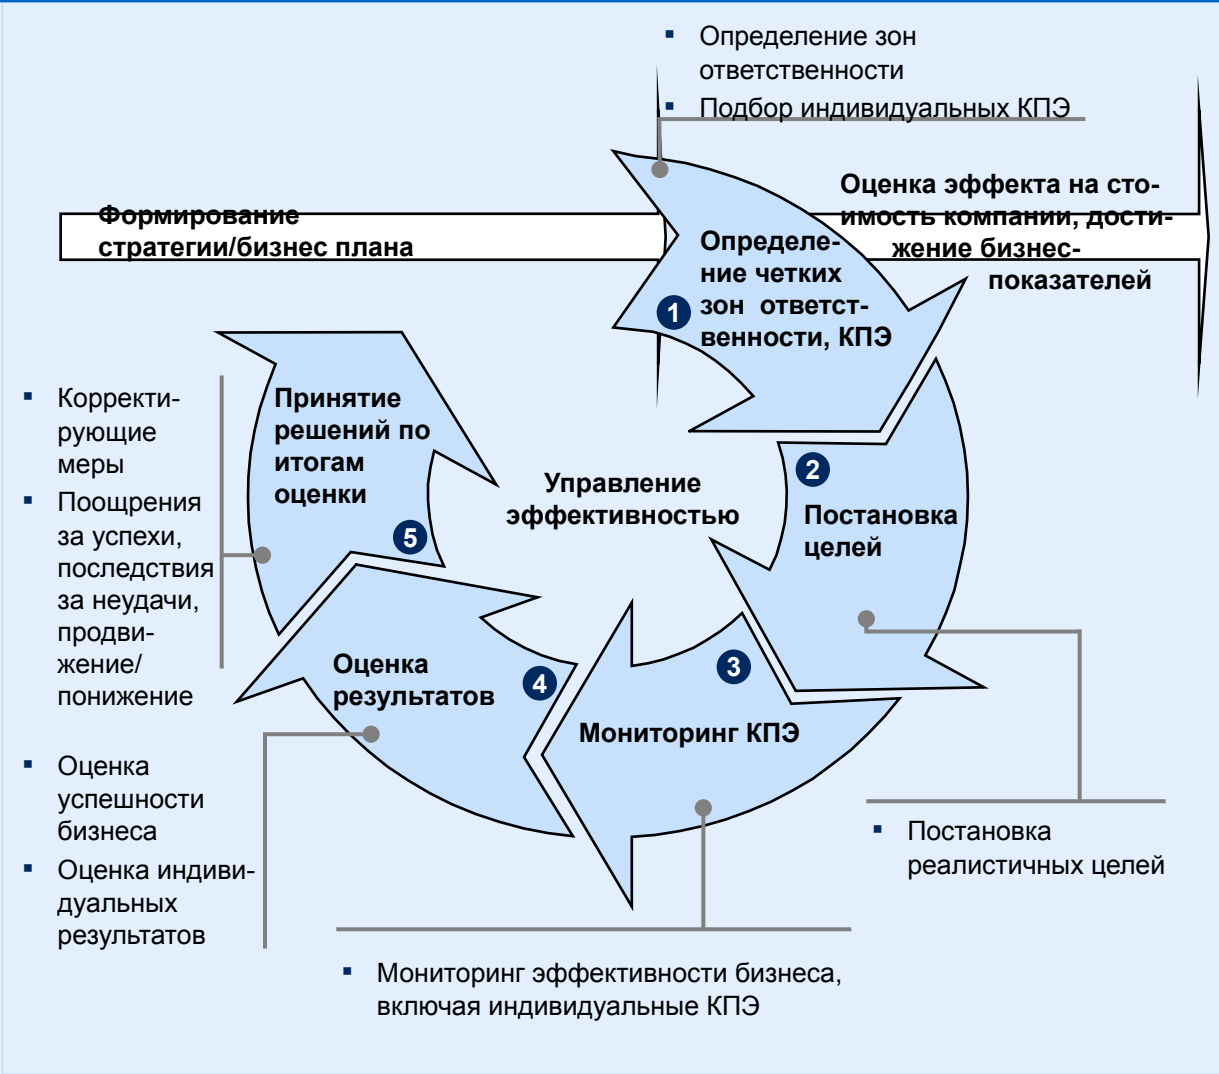 ▪ Определение зон
ответственности
▪ Подбор индивидуальных КПЭ
Формирование
стратегии/бизнес плана
Оценка эффекта на сто-
имость компании, дости-
жение бизнес-
показателей
1
Определе-
ние четких
зон ответст-
венности, КПЭ
2
Постановка
целей
▪ Постановка
реалистичных целей
3
Мониторинг КПЭ
▪ Мониторинг эффективности бизнеса,
включая индивидуальные КПЭ
4
Оценка
результатов
▪ Оценка
успешности
бизнеса
▪ Оценка индиви-
дуальных
результатов
5
Принятие
решений по
итогам
оценки
▪ Корректи-
рующие
меры
▪ Поощрения
за успехи,
последствия
за неудачи,
продви-
жение/
понижение
Управление
эффективностью